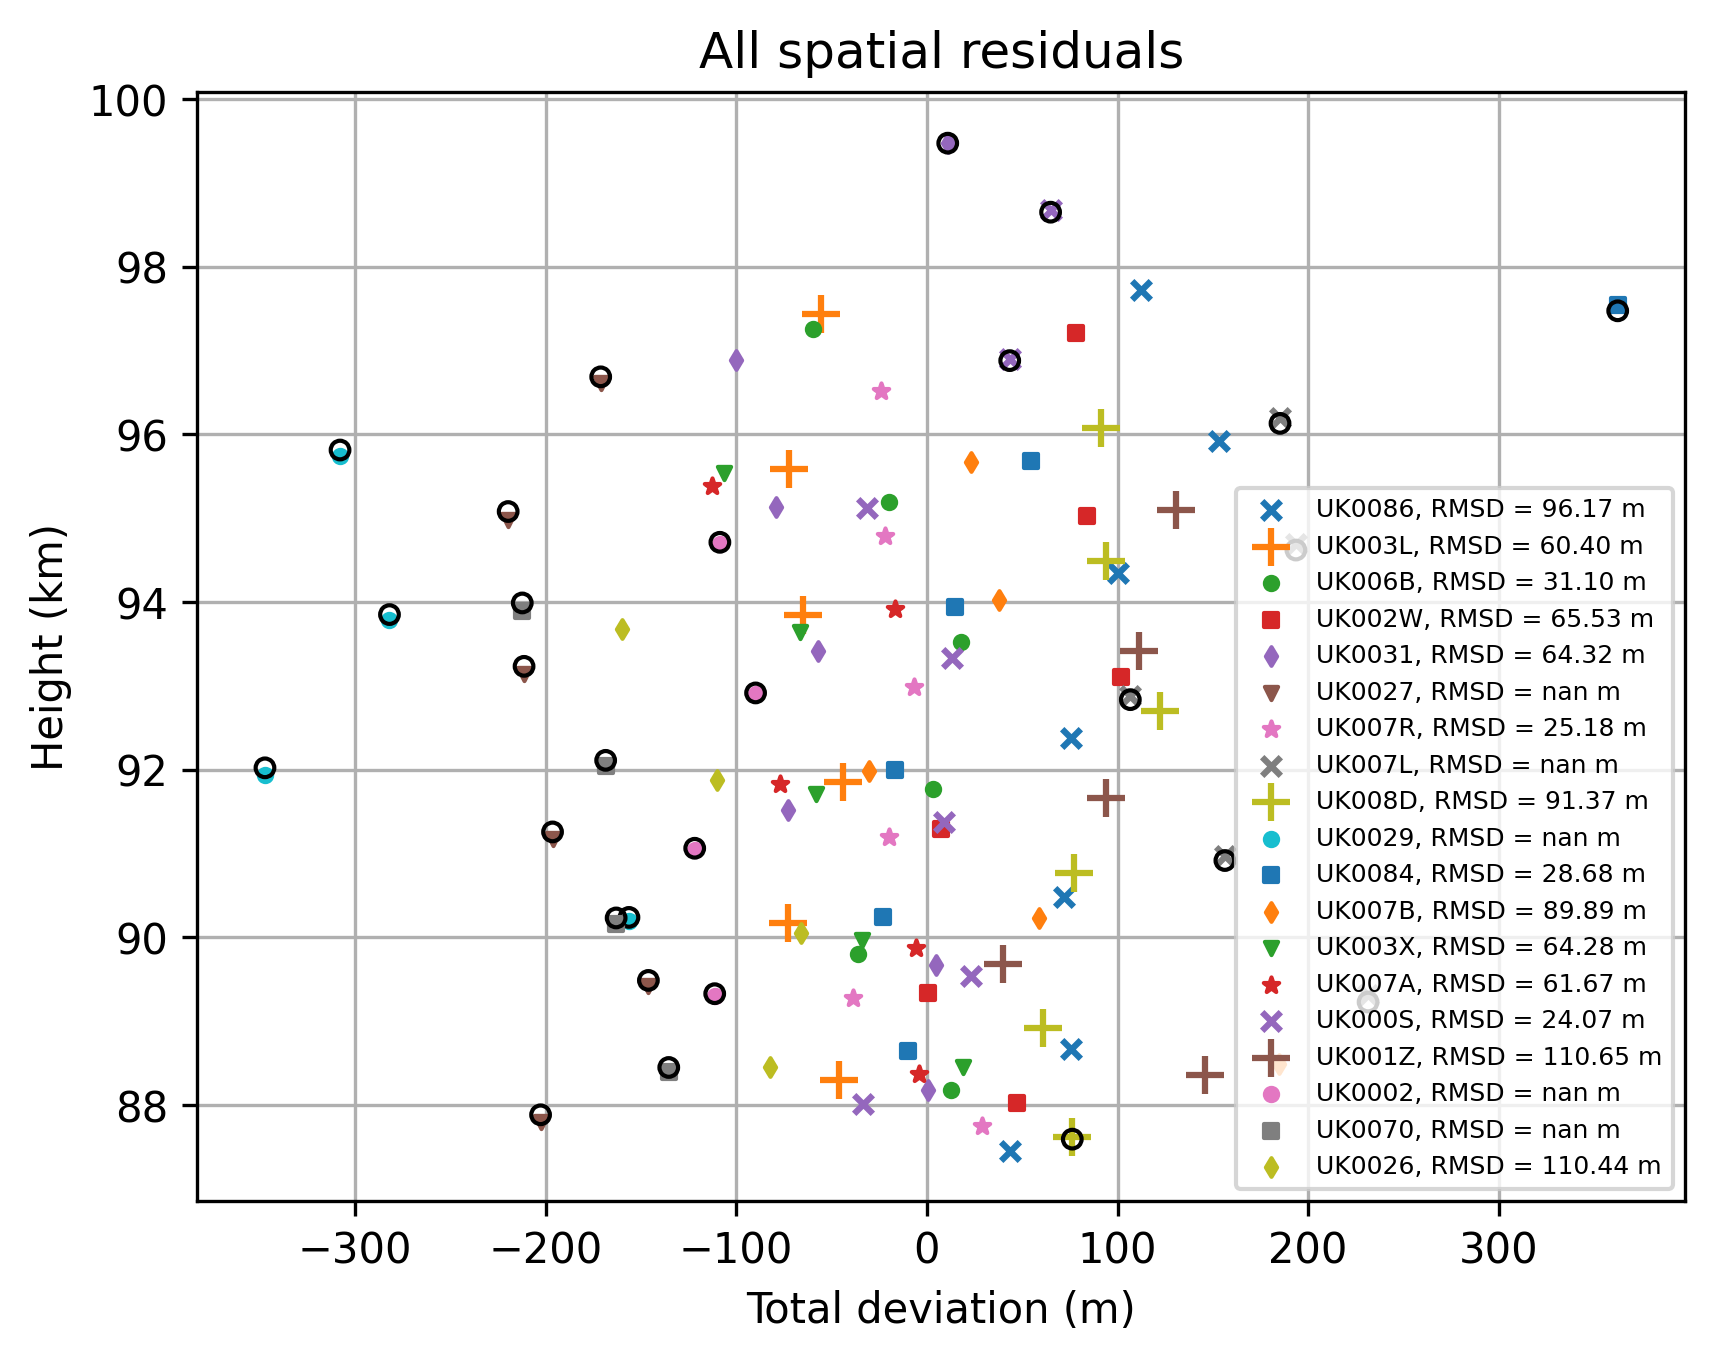 All spatial residuals
Height (km)
100
98
96
94
92
90
88
UK0086, RMSD = 96.17 m
UK003L, RMSD = 60.40 m
UK006B, RMSD = 31.10 m
UK002W, RMSD = 65.53 m
UK0031, RMSD = 64.32 m
UK0027, RMSD = nan m
UK007R, RMSD = 25.18 m
UK007L, RMSD = nan m
UK008D, RMSD = 91.37 m
UK0029, RMSD = nan m
UK0084, RMSD = 28.68 m
UK007B, RMSD = 89.89 m
UK003X, RMSD = 64.28 m
UK007A, RMSD = 61.67 m
UK000S, RMSD = 24.07 m
UK001Z, RMSD = 110.65 m
UK0002, RMSD = nan m
UK0070, RMSD = nan m
UK0026, RMSD = 110.44 m
−300 −200 −100 0 100 200 300
Total deviation (m)